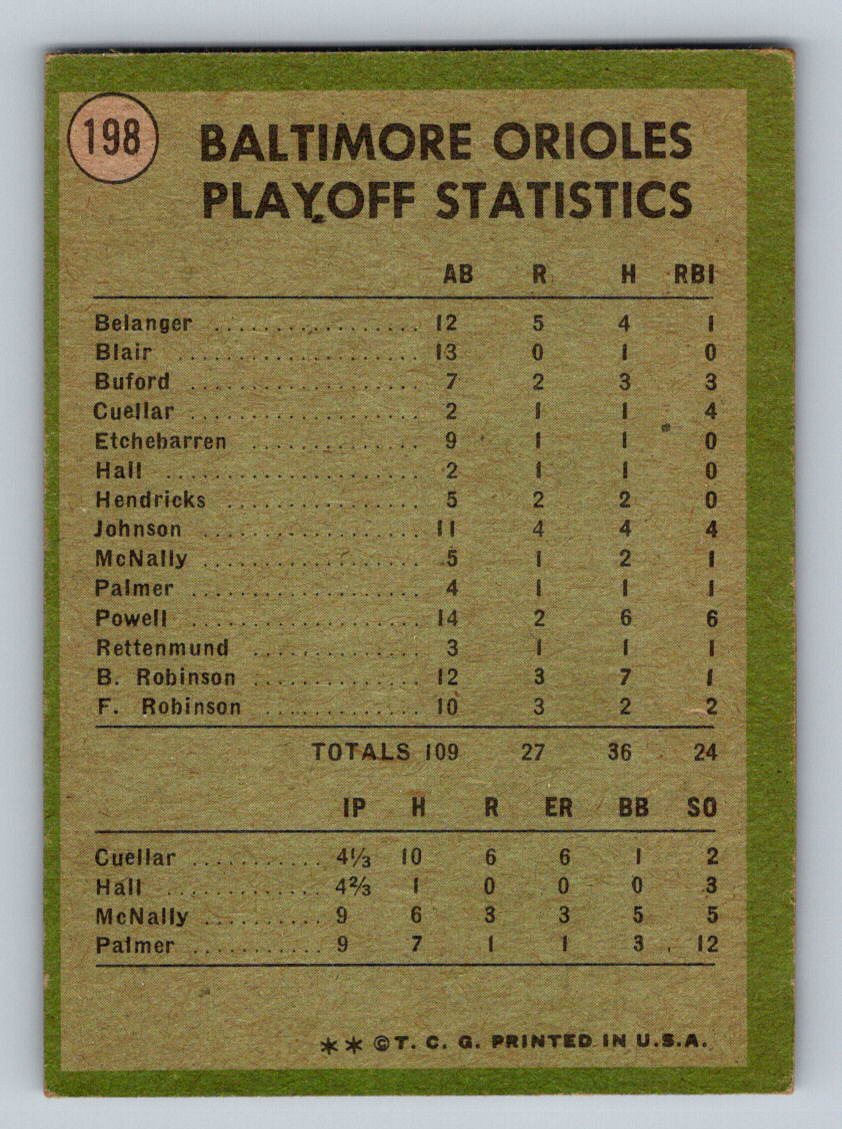 198
BALTIMORE ORIOLES
PLAYOFF STATISTICS
AB R H RBI
Belanger ................. 12 5 4 1
Blair .................... 13 0 1 0
Buford ................... 7 2 3 3
Cuellar ................... 2 1 1 4
Etchebarren .............. 9 1 1 0
Hall ..................... 2 1 1 0
Hendricks ................ 5 2 2 0
Johnson .................. 11 4 4 4
McNally .................. 5 1 2 1
Palmer ................... 4 1 1 1
Powell ................... 14 2 6 6
Rettenmund .............. 3 1 1 1
B. Robinson .............. 12 3 7 1
F. Robinson ............. 10 3 2 2
TOTALS 109 27 36 24
IP H R ER BB SO
Cuellar ........... 4⅓ 10 6 6 1 2
Hall ............. 4⅔ 1 0 0 0 3
McNally .......... 9 6 3 3 5 5
Palmer ........... 9 7 1 1 3 12
** © T. C. G. PRINTED IN U.S.A.